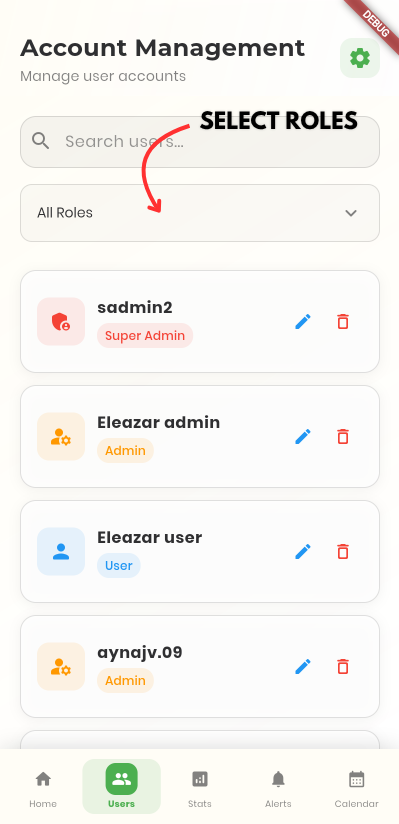 DEBUG
Account Management
Manage user accounts
SELECT ROLES
Search users...
All Roles
sadmin2
Super Admin
Eleazar admin
Admin
Eleazar user
User
aynajv.09
Admin
Home
Users
Stats
Alerts
Calendar